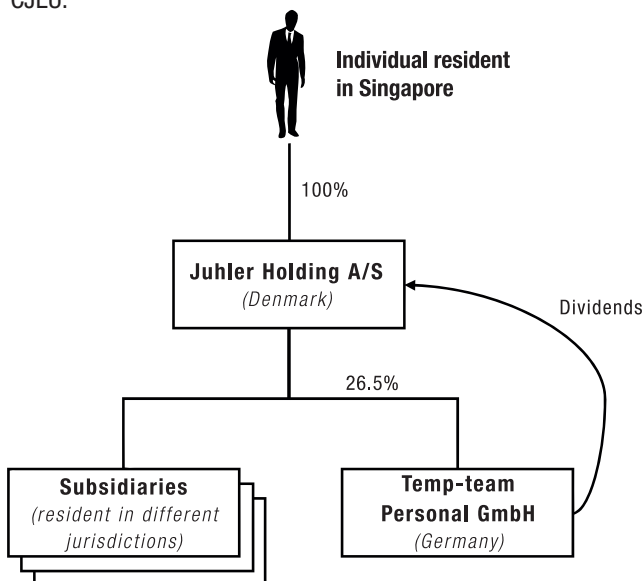 CJEU.
Individual resident
in Singapore
100%
Juhler Holding A/S
(Denmark)
Dividends
26.5%
Subsidiaries
(resident in different
jurisdictions)
Temp-team
Personal GmbH
(Germany)